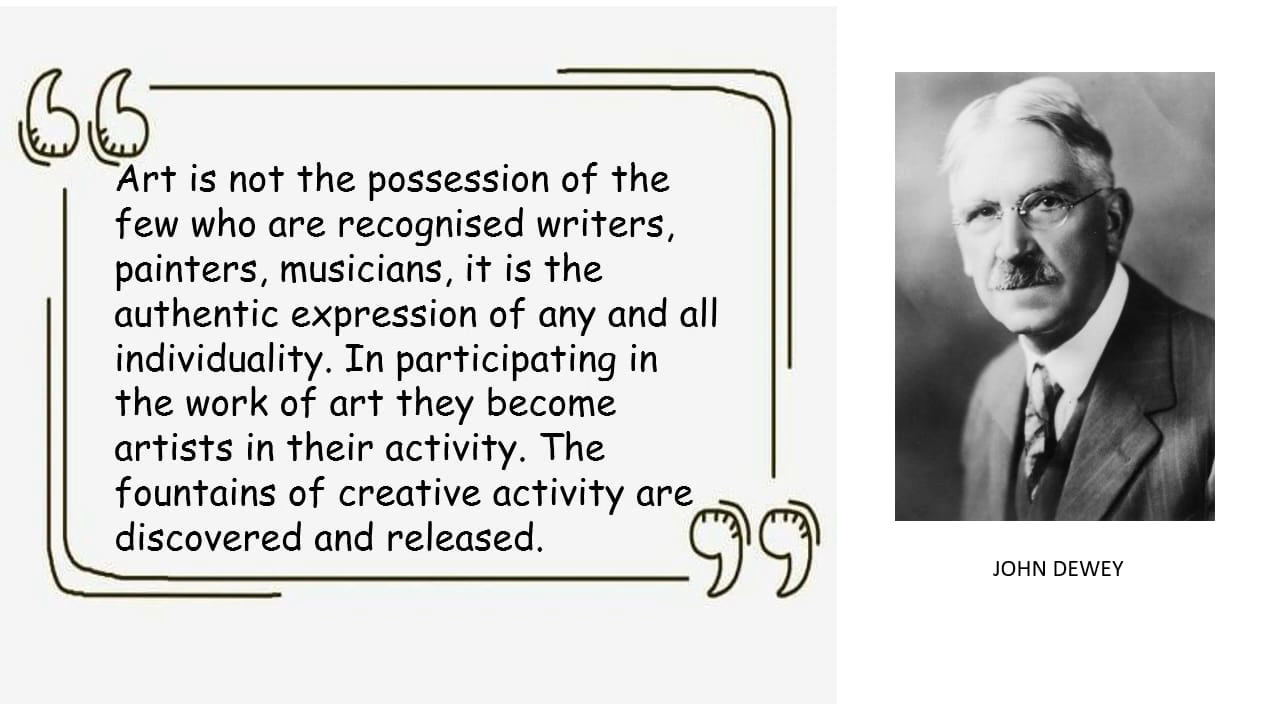 Art is not the possession of the
few who are recognised writers,
painters, musicians, it is the
authentic expression of any and all
individuality. In participating in
the work of art they become
artists in their activity. The
fountains of creative activity are
discovered and released.
JOHN DEWEY